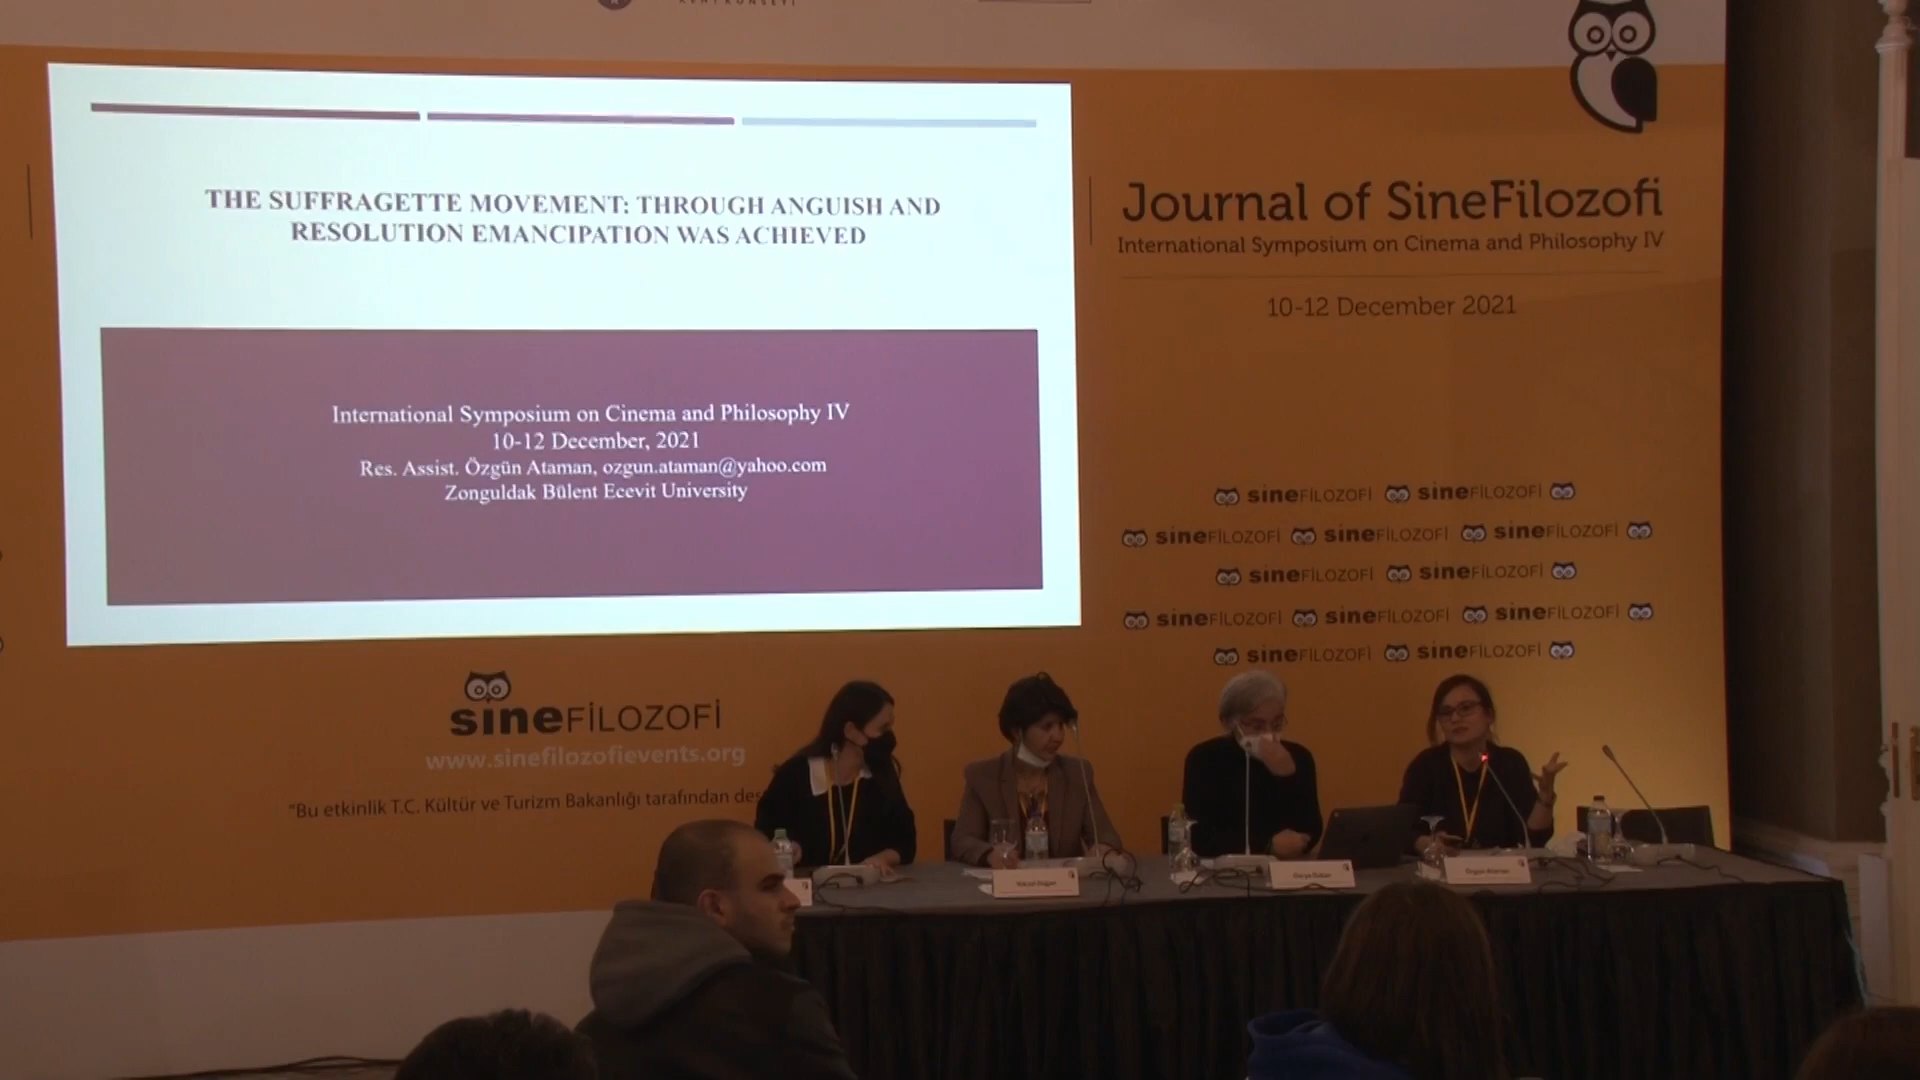 THE SUFFRAGETTE MOVEMENT: THROUGH ANGUISH AND
RESOLUTION EMANCIPATION WAS ACHIEVED
International Symposium on Cinema and Philosophy IV
10-12 December, 2021
Res. Assist. Özgün Ataman, ozgun.ataman@yahoo.com
Zonguldak Bülent Ecevit University
Journal of SineFilozofi
International Symposium on Cinema and Philosophy IV
10-12 December 2021
sineFİLOZOFİ sineFİLOZOFİ
sineFİLOZOFİ sineFİLOZOFİ sineFİLOZOFİ
sineFİLOZOFİ sineFİLOZOFİ
sineFİLOZOFİ sineFİLOZOFİ sineFİLOZOFİ
sineFİLOZOFİ sineFİLOZOFİ
sineFİLOZOFİ
www.sinefilozofievents.org
"Bu etkinlik T.C. Kültür ve Turizm Bakanlığı tarafından